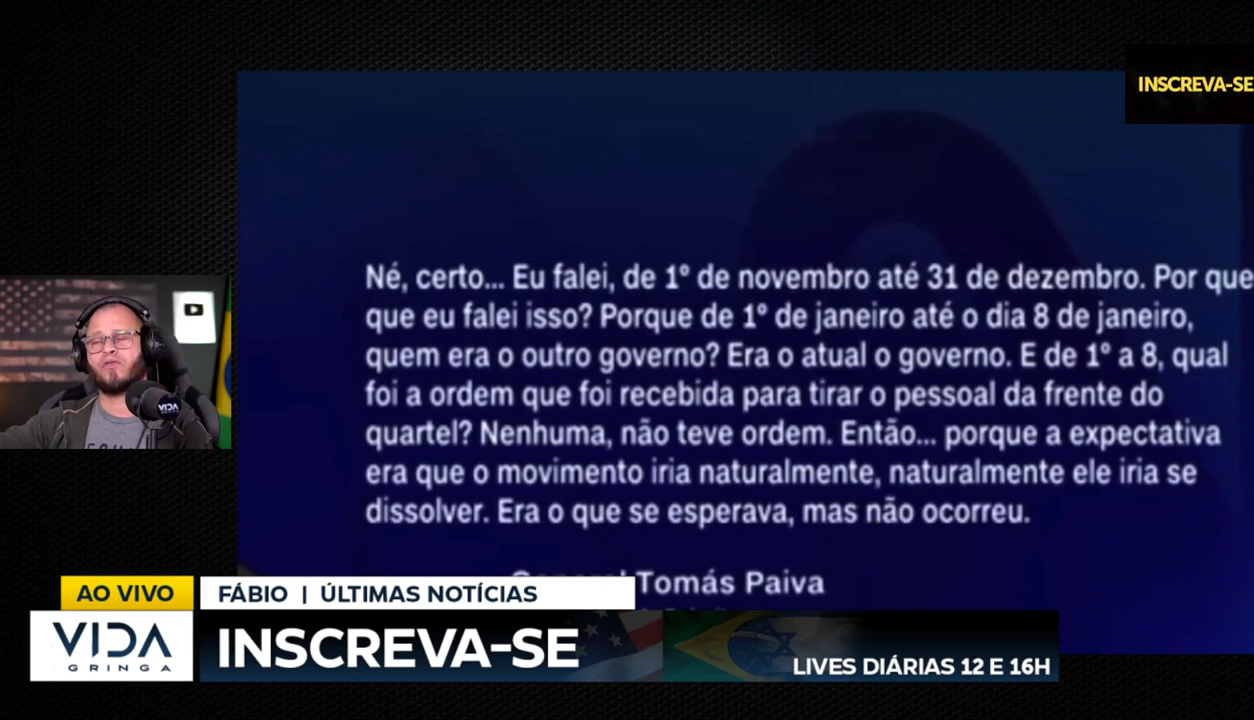 INSCREVA-SE
Né, certo... Eu falei, de 1º de novembro até 31 de dezembro. Por que
que eu falei isso? Porque de 1º de janeiro até o dia 8 de janeiro,
quem era o outro governo? Era o atual o governo. E de 1º a 8, qual
foi a ordem que foi recebida para tirar o pessoal da frente do
quartel? Nenhuma, não teve ordem. Então... porque a expectativa
era que o movimento iria naturalmente, naturalmente ele iria se
dissolver. Era o que se esperava, mas não ocorreu.
General Tomás Paiva
VIDA
AO VIVO
FÁBIO | ÚLTIMAS NOTÍCIAS
VIDA
GRINGA
INSCREVA-SE
LIVES DIÁRIAS 12 E 16H